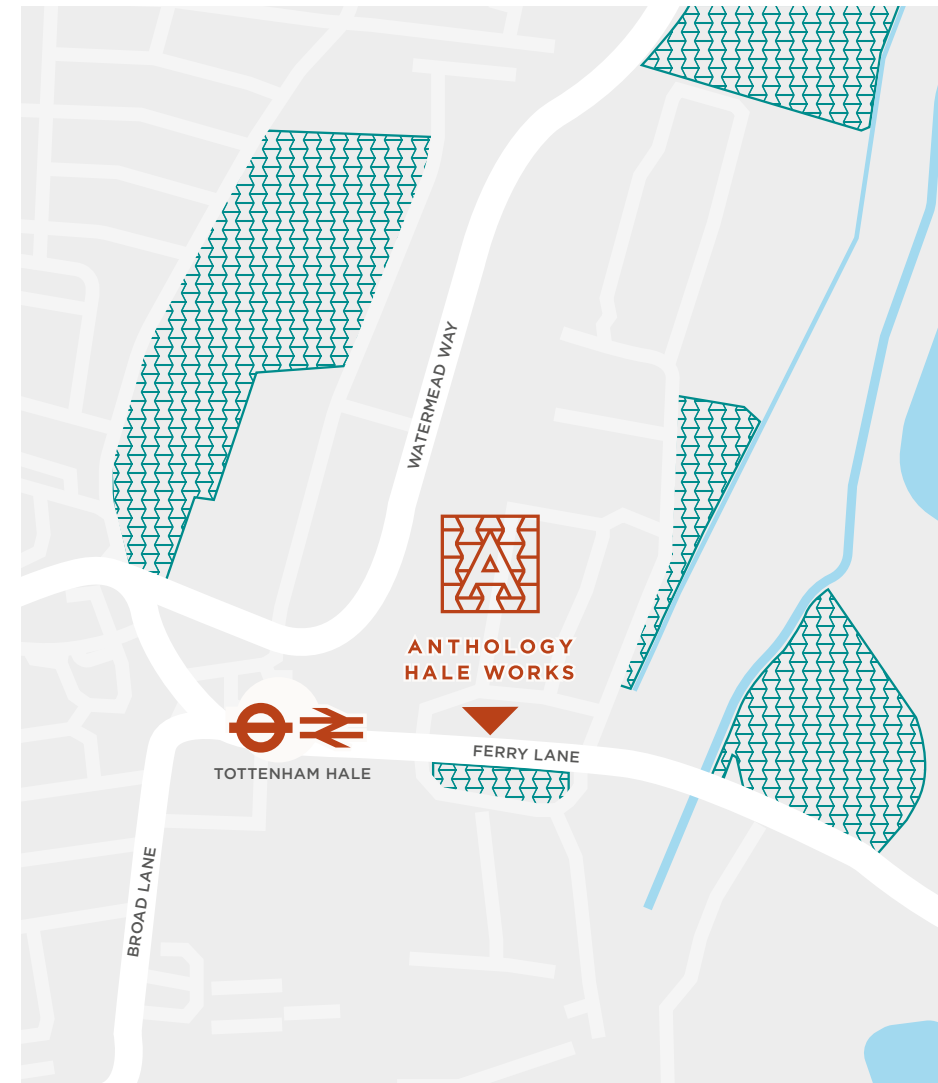 WATERMEAD WAY
A
ANTHOLOGY
HALE WORKS
FERRY LANE
TOTTENHAM HALE
BROAD LANE